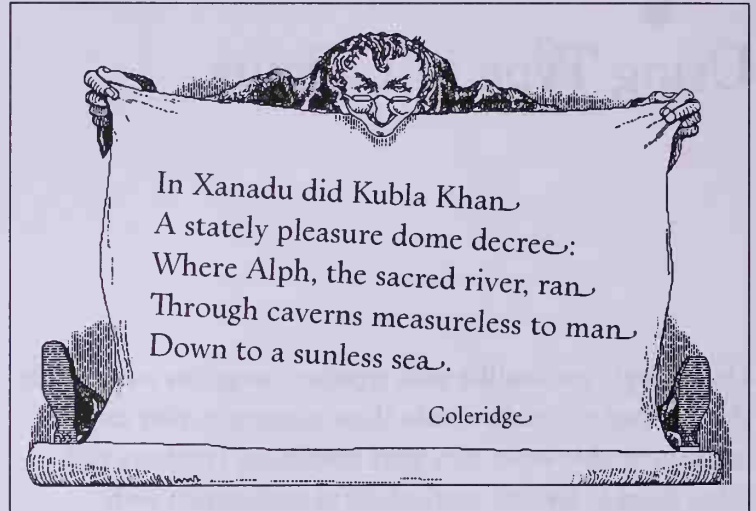 In Xanadu did Kubla Khan
A stately pleasure dome decree:
Where Alph, the sacred river, ran
Through caverns measureless to man
Down to a sunless sea.
Coleridge